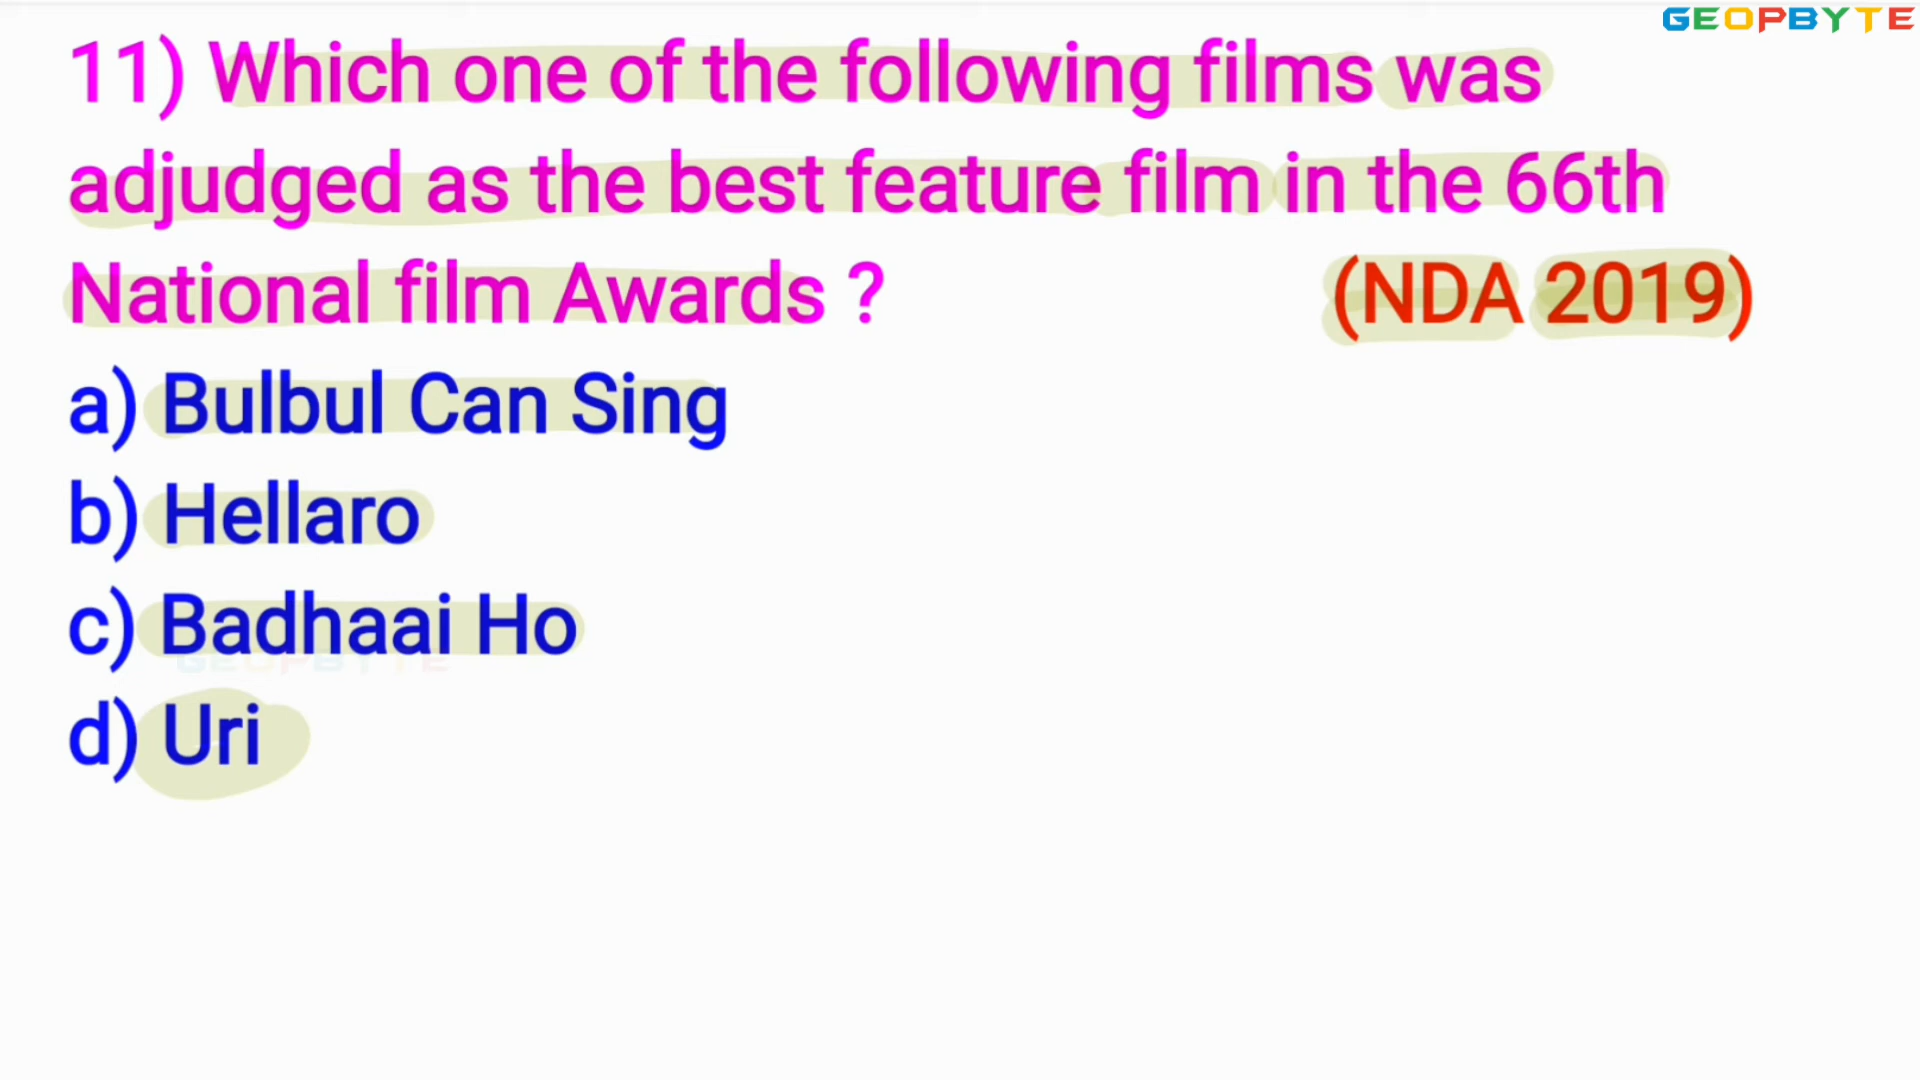 GEOPBYTE
11) Which one of the following films was
adjudged as the best feature film in the 66th
National film Awards ? (NDA 2019)
a) Bulbul Can Sing
b) Hellaro
c) Badhaai Ho
GEOPBYTE
d) Uri